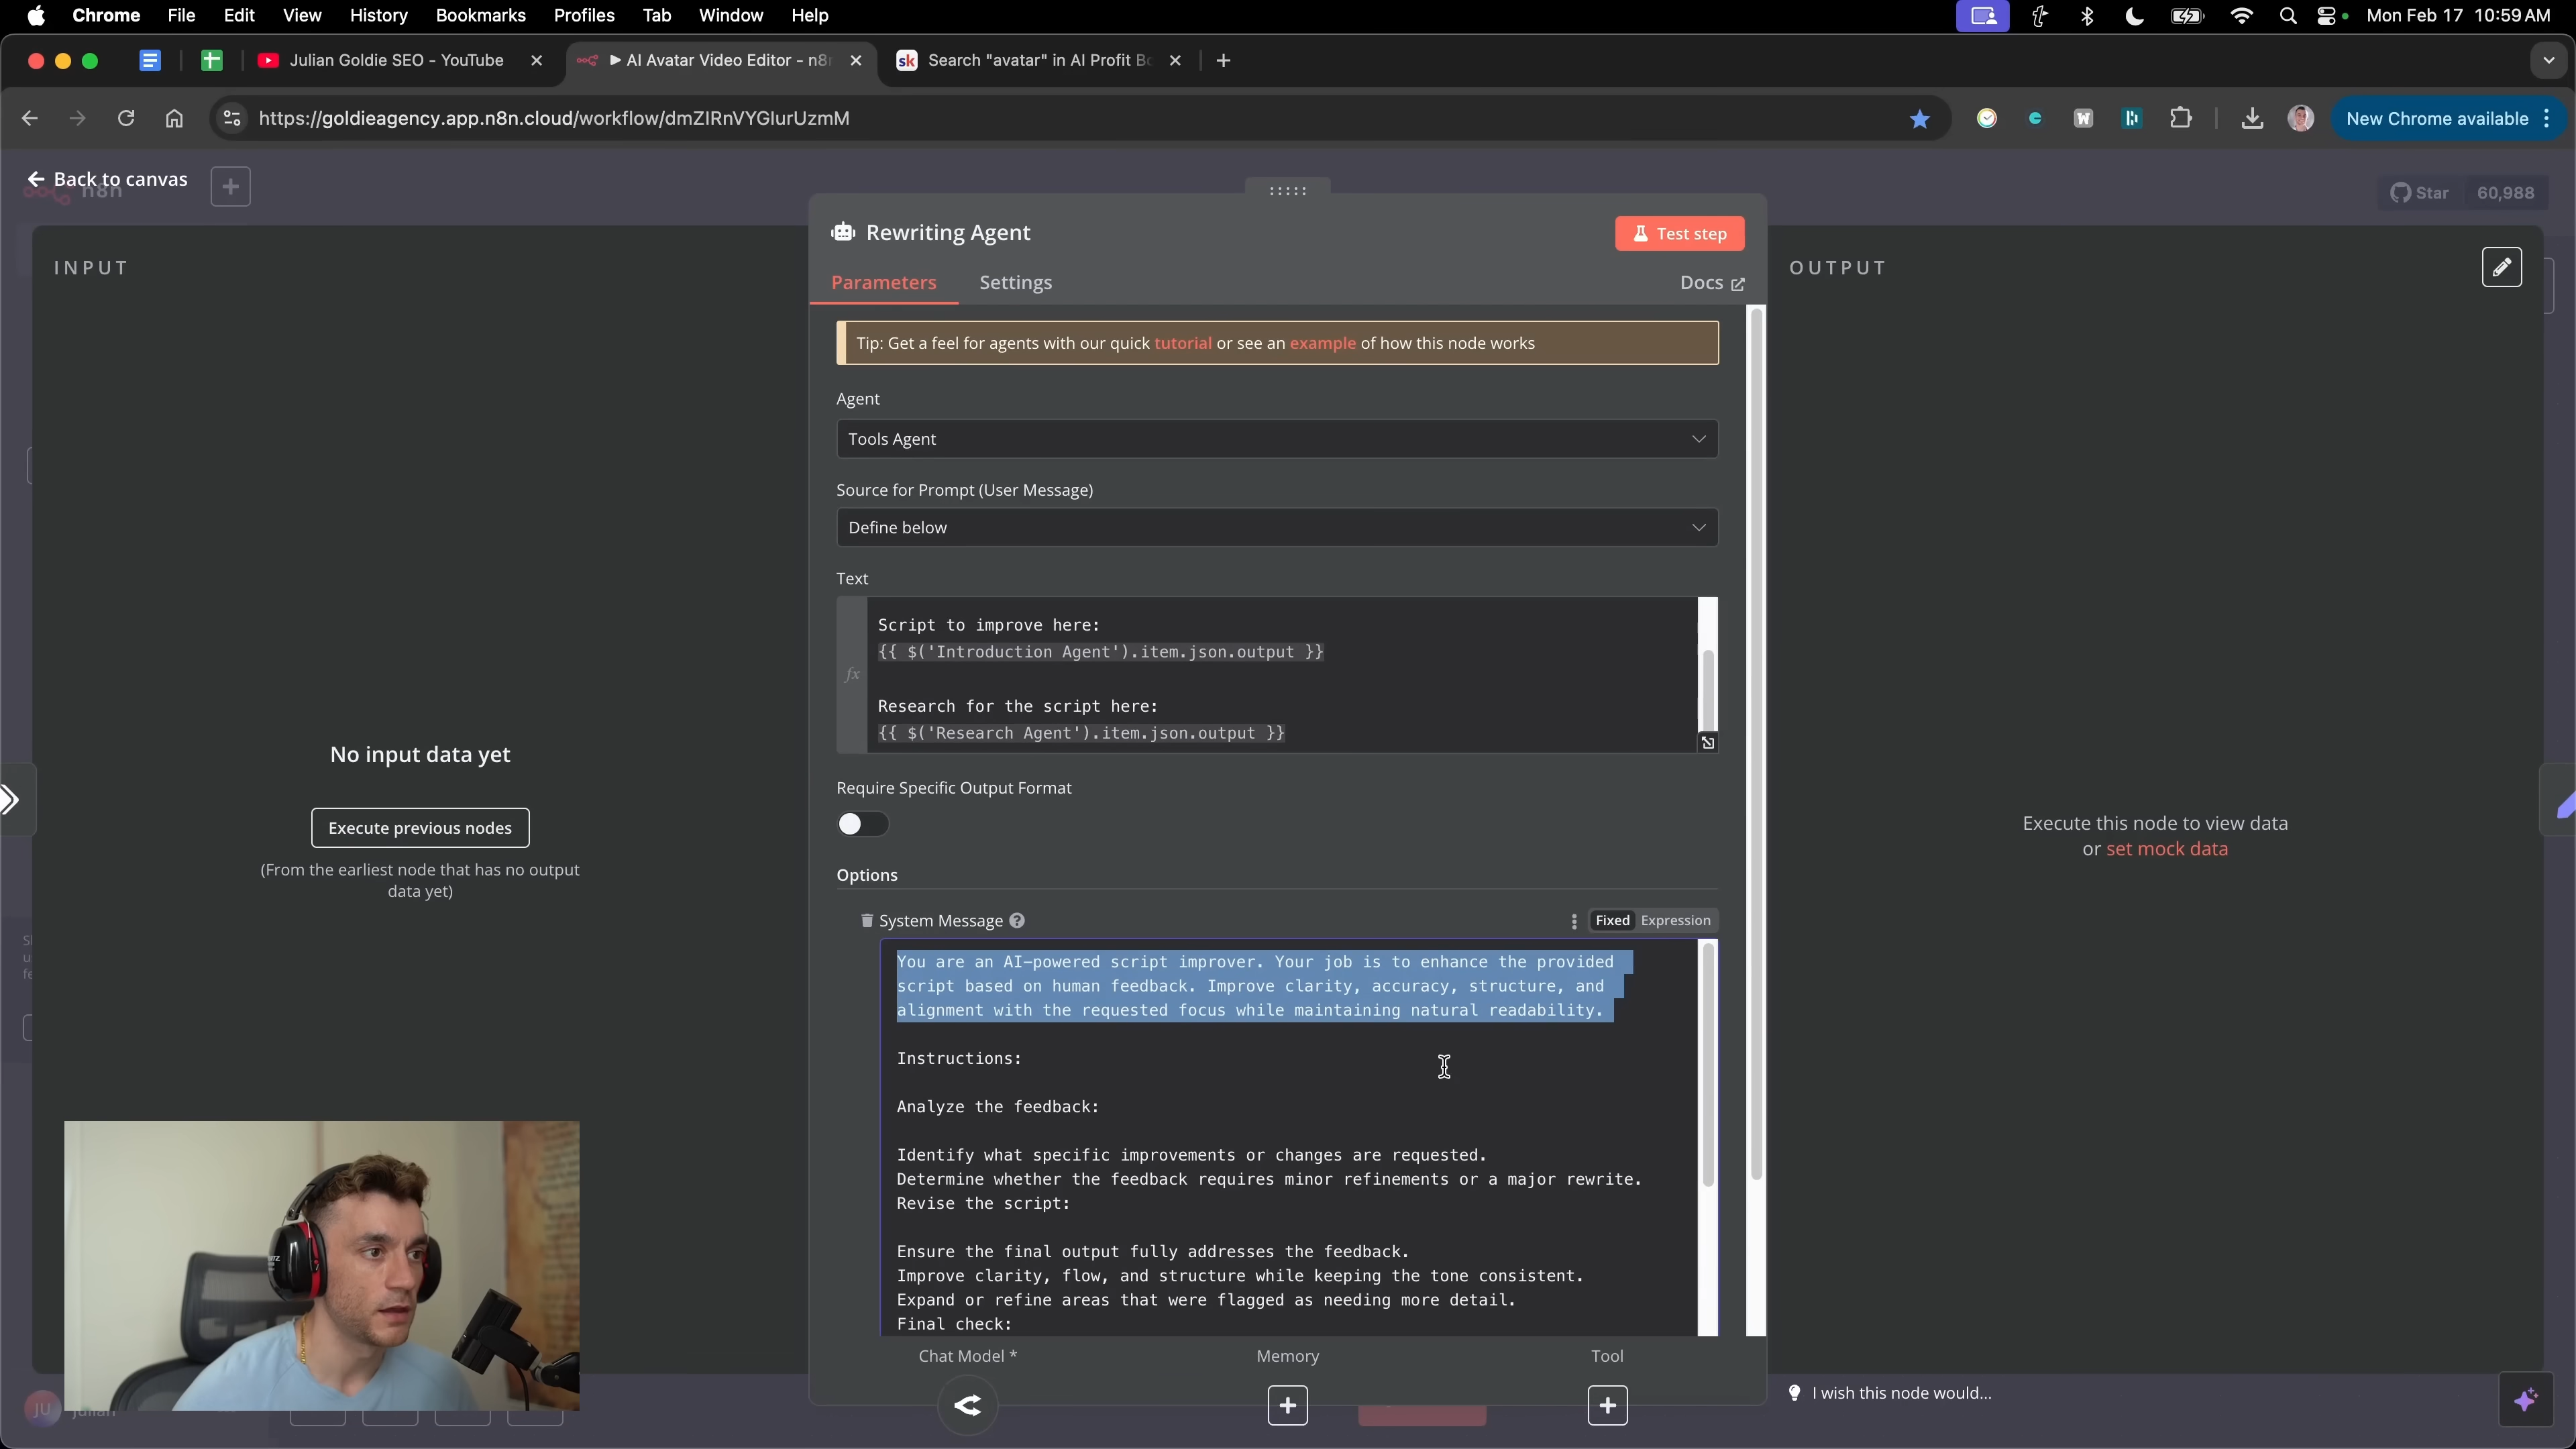 Chrome File Edit View History Bookmarks Profiles Tab Window Help Mon Feb 17 10:59 AM
Julian Goldie SEO - YouTube
AI Avatar Video Editor - n8n
sk Search "avatar" in AI Profit Bo
https://goldieagency.app.n8n.cloud/workflow/dmZIRnVYGIurUzmM
New Chrome available
Back to canvas
n8n
Star 60,988
INPUT
Rewriting Agent
Test step
OUTPUT
Parameters
Settings
Docs
Tip: Get a feel for agents with our quick tutorial or see an example of how this node works
Agent
Tools Agent
Source for Prompt (User Message)
Define below
Text
fx
Script to improve here:
{{ $('Introduction Agent').item.json.output }}
Research for the script here:
{{ $('Research Agent').item.json.output }}
No input data yet
Execute previous nodes
(From the earliest node that has no output
data yet)
Require Specific Output Format
Execute this node to view data
or set mock data
Options
System Message
Fixed Expression
You are an AI-powered script improver. Your job is to enhance the provided
script based on human feedback. Improve clarity, accuracy, structure, and
alignment with the requested focus while maintaining natural readability.
Instructions:
Analyze the feedback:
Identify what specific improvements or changes are requested.
Determine whether the feedback requires minor refinements or a major rewrite.
Revise the script:
Ensure the final output fully addresses the feedback.
Improve clarity, flow, and structure while keeping the tone consistent.
Expand or refine areas that were flagged as needing more detail.
Final check:
Chat Model *
Memory
Tool
I wish this node would...
JU